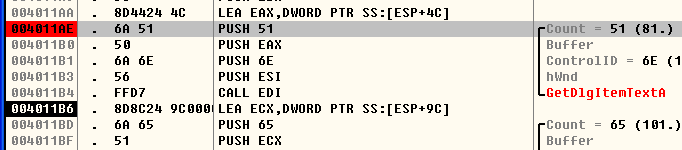 004011AA . 8D4424 4C LEA EAX,DWORD PTR SS:[ESP+4C]
004011AE . 6A 51 PUSH 51 Count = 51 (81.)
004011B0 . 50 PUSH EAX Buffer
004011B1 . 6A 6E PUSH 6E ControlID = 6E (1
004011B3 . 56 PUSH ESI hWnd
004011B4 . FFD7 CALL EDI GetDlgItemTextA
004011B6 . 8D8C24 9C000 LEA ECX,DWORD PTR SS:[ESP+9C]
004011BD . 6A 65 PUSH 65 Count = 65 (101.)
004011BF . 51 PUSH ECX Buffer